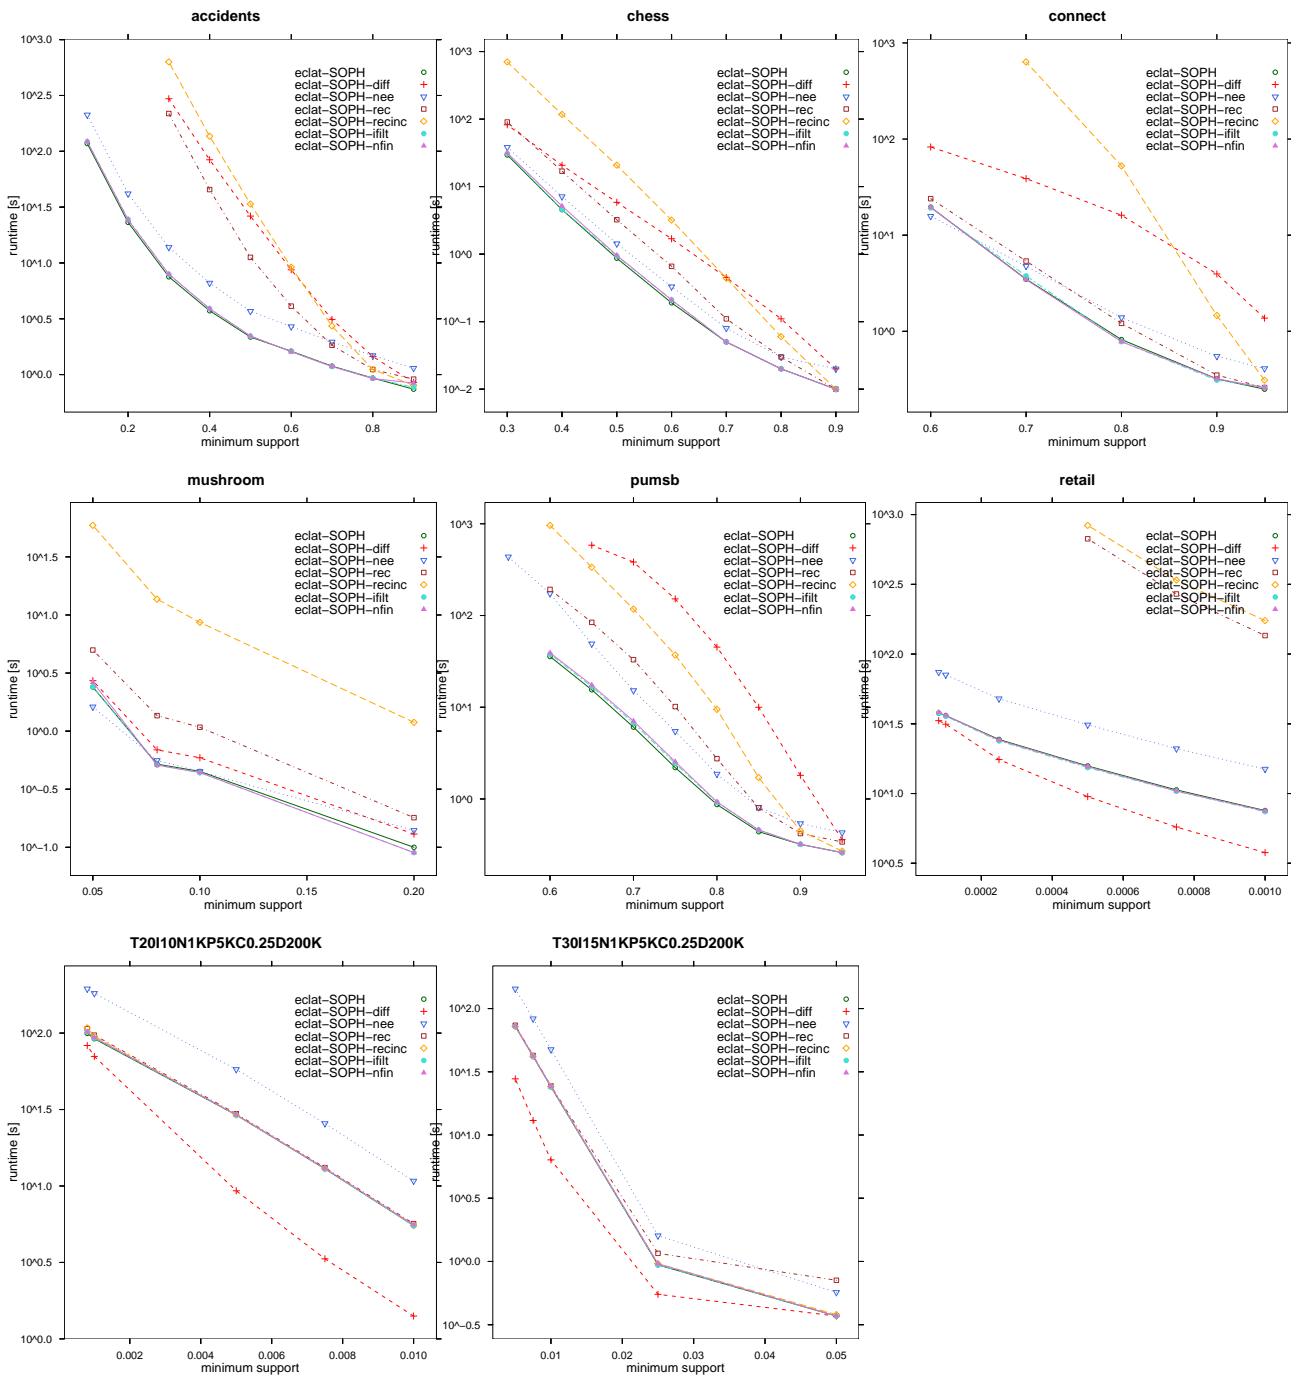 accidents
10^3.0
10^2.5
10^2.0
10^1.5
10^1.0
10^0.5
10^0.0
runtime [s]
eclat−SOPH
eclat−SOPH−diff
eclat−SOPH−nee
eclat−SOPH−rec
eclat−SOPH−recinc
eclat−SOPH−ifilt
eclat−SOPH−nfin
0.2 0.4 0.6 0.8
minimum support
chess
10^3
10^2
10^1
10^0
10^−1
10^−2
runtime [s]
eclat−SOPH
eclat−SOPH−diff
eclat−SOPH−nee
eclat−SOPH−rec
eclat−SOPH−recinc
eclat−SOPH−ifilt
eclat−SOPH−nfin
0.3 0.4 0.5 0.6 0.7 0.8 0.9
minimum support
connect
10^3
10^2
10^1
10^0
runtime [s]
eclat−SOPH
eclat−SOPH−diff
eclat−SOPH−nee
eclat−SOPH−rec
eclat−SOPH−recinc
eclat−SOPH−ifilt
eclat−SOPH−nfin
0.6 0.7 0.8 0.9
minimum support
mushroom
10^1.5
10^1.0
10^0.5
10^0.0
10^−0.5
10^−1.0
runtime [s]
eclat−SOPH
eclat−SOPH−diff
eclat−SOPH−nee
eclat−SOPH−rec
eclat−SOPH−recinc
eclat−SOPH−ifilt
eclat−SOPH−nfin
0.05 0.10 0.15 0.20
minimum support
pumsb
10^3
10^2
10^1
10^0
runtime [s]
eclat−SOPH
eclat−SOPH−diff
eclat−SOPH−nee
eclat−SOPH−rec
eclat−SOPH−recinc
eclat−SOPH−ifilt
eclat−SOPH−nfin
0.6 0.7 0.8 0.9
minimum support
retail
10^3.0
10^2.5
10^2.0
10^1.5
10^1.0
10^0.5
runtime [s]
eclat−SOPH
eclat−SOPH−diff
eclat−SOPH−nee
eclat−SOPH−rec
eclat−SOPH−recinc
eclat−SOPH−ifilt
eclat−SOPH−nfin
0.0002 0.0004 0.0006 0.0008 0.0010
minimum support
T20I10N1KP5KC0.25D200K
10^2.0
10^1.5
10^1.0
10^0.5
10^0.0
runtime [s]
eclat−SOPH
eclat−SOPH−diff
eclat−SOPH−nee
eclat−SOPH−rec
eclat−SOPH−recinc
eclat−SOPH−ifilt
eclat−SOPH−nfin
0.002 0.004 0.006 0.008 0.010
minimum support
T30I15N1KP5KC0.25D200K
10^2.0
10^1.5
10^1.0
10^0.5
10^0.0
10^−0.5
runtime [s]
eclat−SOPH
eclat−SOPH−diff
eclat−SOPH−nee
eclat−SOPH−rec
eclat−SOPH−recinc
eclat−SOPH−ifilt
eclat−SOPH−nfin
0.01 0.02 0.03 0.04 0.05
minimum support